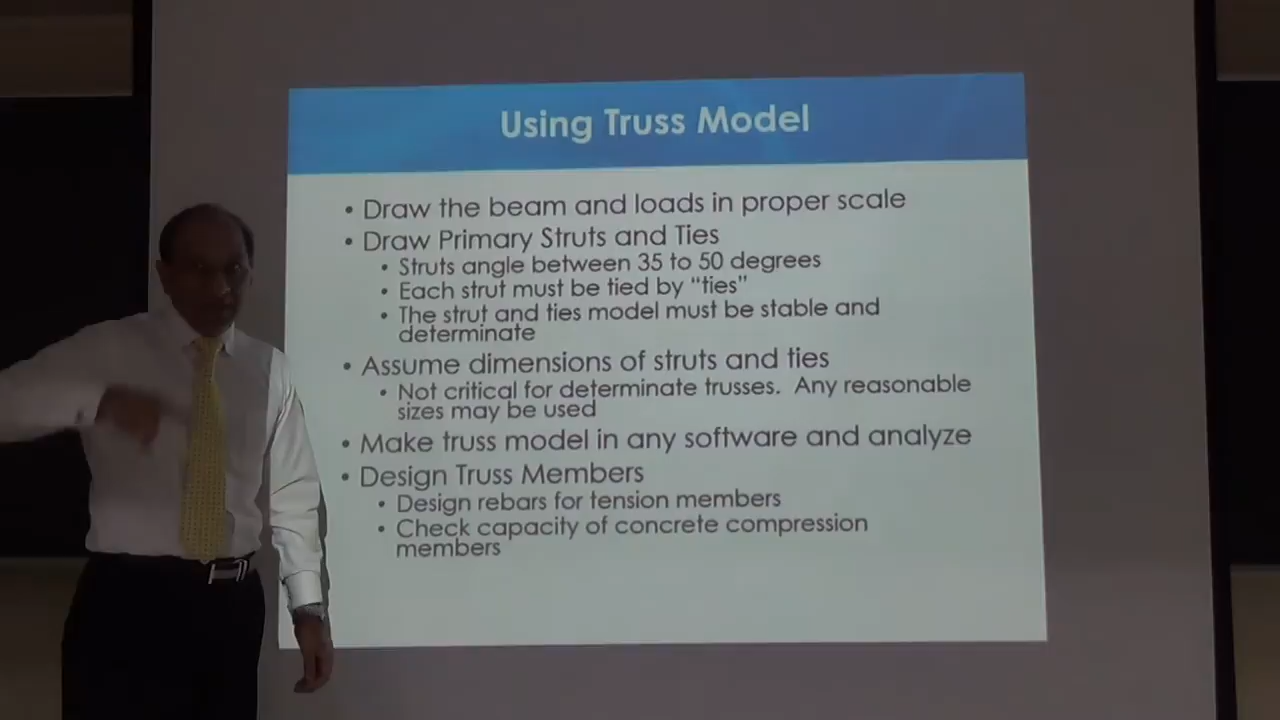 Using Truss Model
• Draw the beam and loads in proper scale
• Draw Primary Struts and Ties
• Struts angle between 35 to 50 degrees
• Each strut must be tied by “ties”
• The strut and ties model must be stable and
determinate
• Assume dimensions of struts and ties
• Not critical for determinate trusses. Any reasonable
sizes may be used
• Make truss model in any software and analyze
• Design Truss Members
• Design rebars for tension members
• Check capacity of concrete compression
members